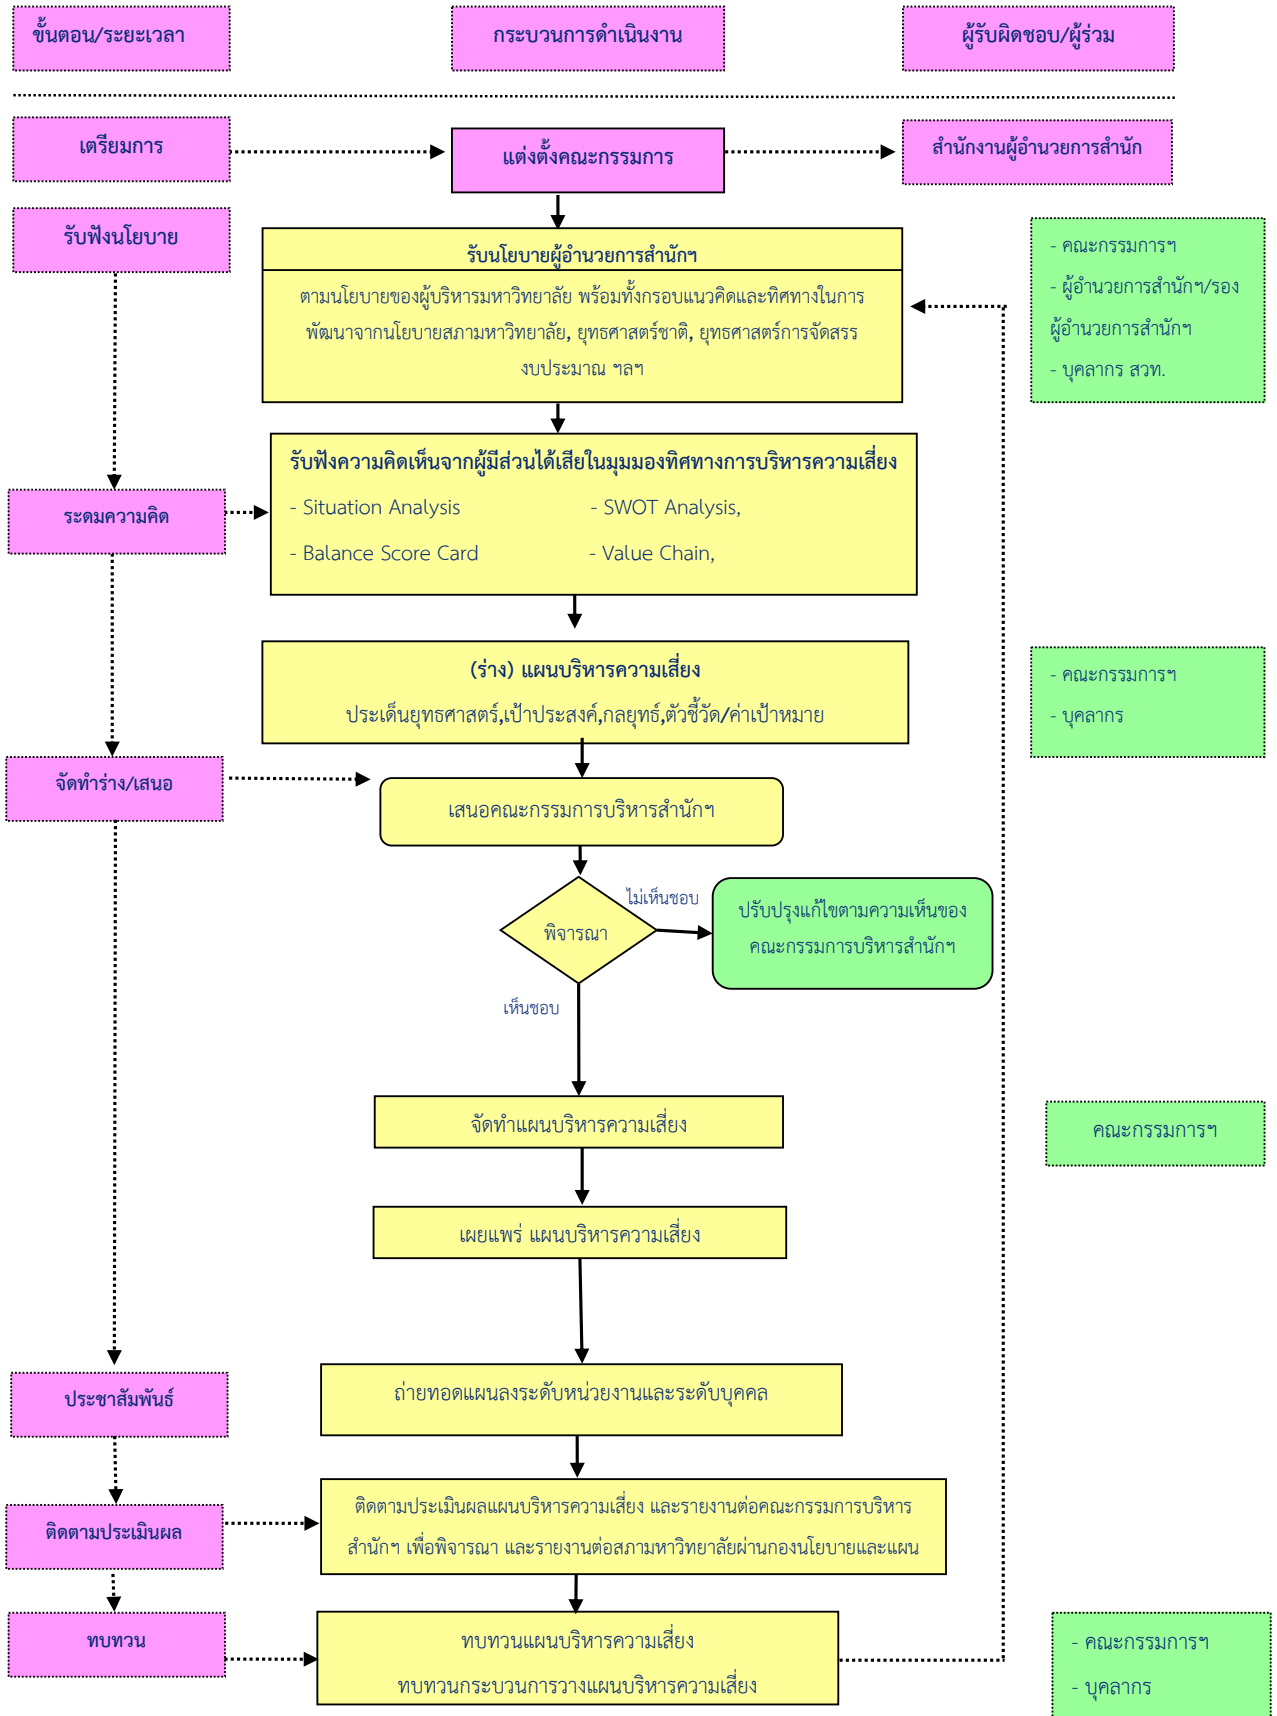 ขั้นตอน/ระยะเวลา
กระบวนการดำเนินงาน
ผู้รับผิดชอบ/ผู้ร่วม
เตรียมการ
แต่งตั้งคณะกรรมการ
สำนักงานผู้อำนวยการสำนัก
รับฟังนโยบาย
รับนโยบายผู้อำนวยการสำนักฯ
ตามนโยบายของผู้บริหารมหาวิทยาลัย พร้อมทั้งกรอบแนวคิดและทิศทางในการ
พัฒนาจากนโยบายสภามหาวิทยาลัย, ยุทธศาสตร์ชาติ, ยุทธศาสตร์การจัดสรร
งบประมาณ ฯลฯ
- คณะกรรมการฯ
- ผู้อำนวยการสำนักฯ/รอง
ผู้อำนวยการสำนักฯ
- บุคลากร สวท.
ระดมความคิด
รับฟังความคิดเห็นจากผู้มีส่วนได้เสียในมุมมองทิศทางการบริหารความเสี่ยง
- Situation Analysis - SWOT Analysis,
- Balance Score Card - Value Chain,
(ร่าง) แผนบริหารความเสี่ยง
ประเด็นยุทธศาสตร์,เป้าประสงค์,กลยุทธ์,ตัวชี้วัด/ค่าเป้าหมาย
- คณะกรรมการฯ
- บุคลากร
จัดทำร่าง/เสนอ
เสนอคณะกรรมการบริหารสำนักฯ
พิจารณา
ไม่เห็นชอบ
ปรับปรุงแก้ไขตามความเห็นของ
คณะกรรมการบริหารสำนักฯ
เห็นชอบ
จัดทำแผนบริหารความเสี่ยง
คณะกรรมการฯ
เผยแพร่ แผนบริหารความเสี่ยง
ประชาสัมพันธ์
ถ่ายทอดแผนลงระดับหน่วยงานและระดับบุคคล
ติดตามประเมินผล
ติดตามประเมินผลแผนบริหารความเสี่ยง และรายงานต่อคณะกรรมการบริหาร
สำนักฯ เพื่อพิจารณา และรายงานต่อสภามหาวิทยาลัยผ่านกองนโยบายและแผน
ทบทวน
ทบทวนแผนบริหารความเสี่ยง
ทบทวนกระบวนการวางแผนบริหารความเสี่ยง
- คณะกรรมการฯ
- บุคลากร